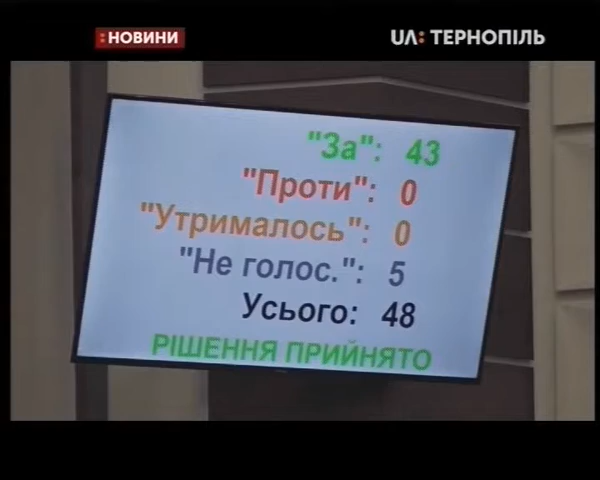 :НОВИНИ
UA: ТЕРНОПІЛЬ
"За": 43
"Проти": 0
"Утрималось": 0
"Не голос.": 5
Усього: 48
РІШЕННЯ ПРИЙНЯТО